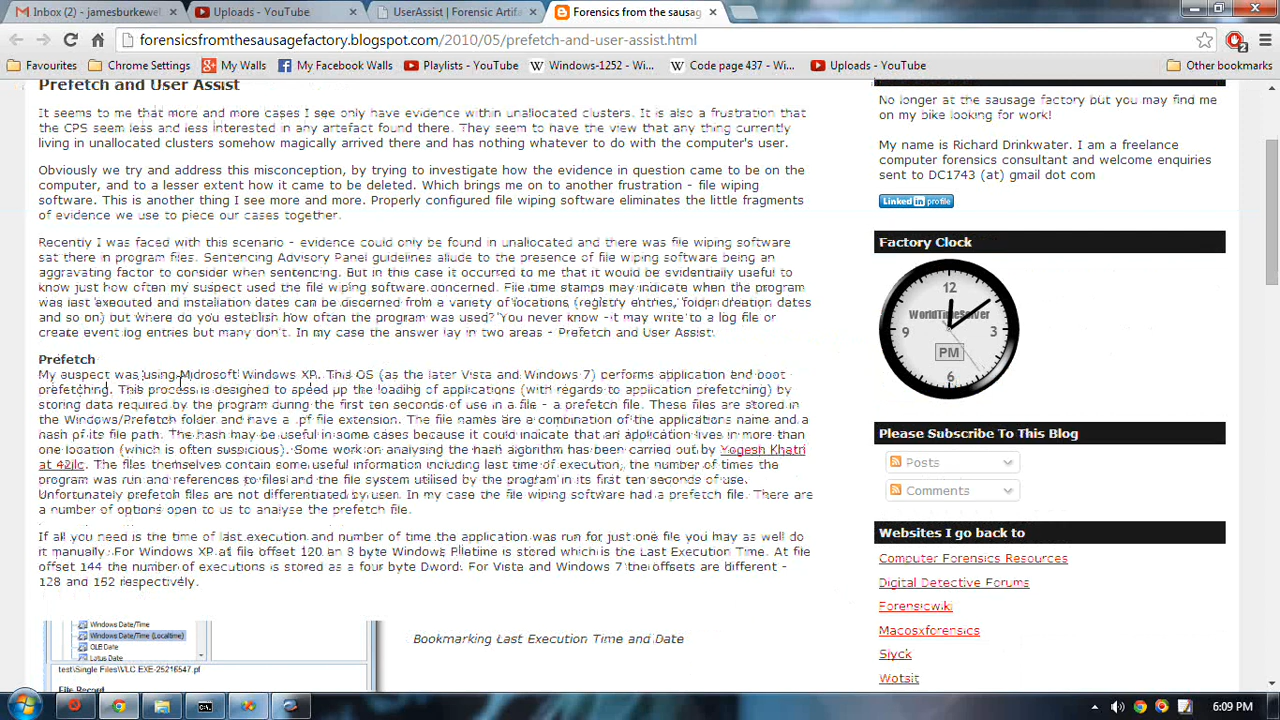 Inbox (2) - jamesburkewel
Uploads - YouTube
UserAssist | Forensic Artifa
Forensics from the sausag
forensicsfromthesausagefactory.blogspot.com/2010/05/prefetch-and-user-assist.html
Favourites
Chrome Settings
My Walls
My Facebook Walls
Playlists - YouTube
Windows-1252 - Wi...
Code page 437 - Wi...
Uploads - YouTube
Other bookmarks
Prefetch and User Assist
It seems to me that more and more cases I see only have evidence within unallocated clusters. It is also a frustration that
the CPS seem less and less interested in any artefact found there. They seem to have the view that any thing currently
living in unallocated clusters somehow magically arrived there and has nothing whatever to do with the computer's user.
Obviously we try and address this misconception, by trying to investigate how the evidence in question came to be on the
computer, and to a lesser extent how it came to be deleted. Which brings me on to another frustration - file wiping
software. This is another thing I see more and more. Properly configured file wiping software eliminates the little fragments
of evidence we use to piece our cases together.
Recently I was faced with this scenario - evidence could only be found in unallocated and there was file wiping software
sat there in program files. Sentencing Advisory Panel guidelines allude to the presence of file wiping software being an
aggravating factor to consider when sentencing. But in this case it occurred to me that it would be evidentially useful to
know just how often my suspect used the file wiping software concerned. File time stamps may indicate when the program
was last executed and installation dates can be discerned from a variety of locations (registry entries, folder creation dates
and so on) but where do you establish how often the program was used? You never know - it may write to a log file or
create event log entries but many don't. In my case the answer lay in two areas - Prefetch and User Assist.
Prefetch
My suspect was using Microsoft Windows XP. This OS (as the later Vista and Windows 7) performs application and boot
prefetching. This process is designed to speed up the loading of applications (with regards to application prefetching) by
storing data required by the program during the first ten seconds of use in a file - a prefetch file. These files are stored in
the Windows/Prefetch folder and have a .pf file extension. The file names are a combination of the applications name and a
hash of its file path. The hash may be useful in some cases because it could indicate that an application lives in more than
one location (which is often suspicious). Some work on analysing the hash algorithm has been carried out by Yogesh Khatri
at 42llc. The files themselves contain some useful information including last time of execution, the number of times the
program was run and references to files and the file system utilised by the program in its first ten seconds of use.
Unfortunately prefetch files are not differentiated by user. In my case the file wiping software had a prefetch file. There are
a number of options open to us to analyse the prefetch file.
If all you need is the time of last execution and number of time the application was run for just one file you may as well do
it manually. For Windows XP at file offset 120 an 8 byte Windows Filetime is stored which is the Last Execution Time. At file
offset 144 the number of executions is stored as a four byte Dword. For Vista and Windows 7 the offsets are different -
128 and 152 respectively.
Windows Date/Time
Windows Date/Time (Localtime)
OLE Date
Lotus Date
test\Single Files\VLC.EXE-25216547.pf
File Record
Bookmarking Last Execution Time and Date
No longer at the sausage factory but you may find me
on my bike looking for work!
My name is Richard Drinkwater. I am a freelance
computer forensics consultant and welcome enquiries
sent to DC1743 (at) gmail dot com
Linked in profile
Factory Clock
12
WorldTimeServer
9
3
PM
6
Please Subscribe To This Blog
Posts
Comments
Websites I go back to
Computer Forensics Resources
Digital Detective Forums
Forensicwiki
Macosxforensics
Siyck
Wotsit
6:09 PM